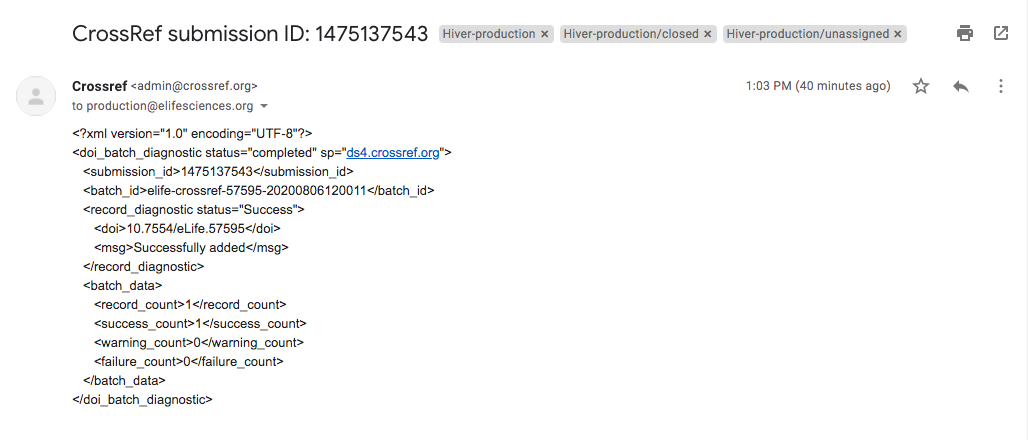 CrossRef submission ID: 1475137543 Hiver-production × Hiver-production/closed × Hiver-production/unassigned ×
Crossref <admin@crossref.org> 1:03 PM (40 minutes ago)
to production@elifesciences.org
<?xml version="1.0" encoding="UTF-8"?>
<doi_batch_diagnostic status="completed" sp="ds4.crossref.org">
<submission_id>1475137543</submission_id>
<batch_id>elife-crossref-57595-20200806120011</batch_id>
<record_diagnostic status="Success">
<doi>10.7554/eLife.57595</doi>
<msg>Successfully added</msg>
</record_diagnostic>
<batch_data>
<record_count>1</record_count>
<success_count>1</success_count>
<warning_count>0</warning_count>
<failure_count>0</failure_count>
</batch_data>
</doi_batch_diagnostic>